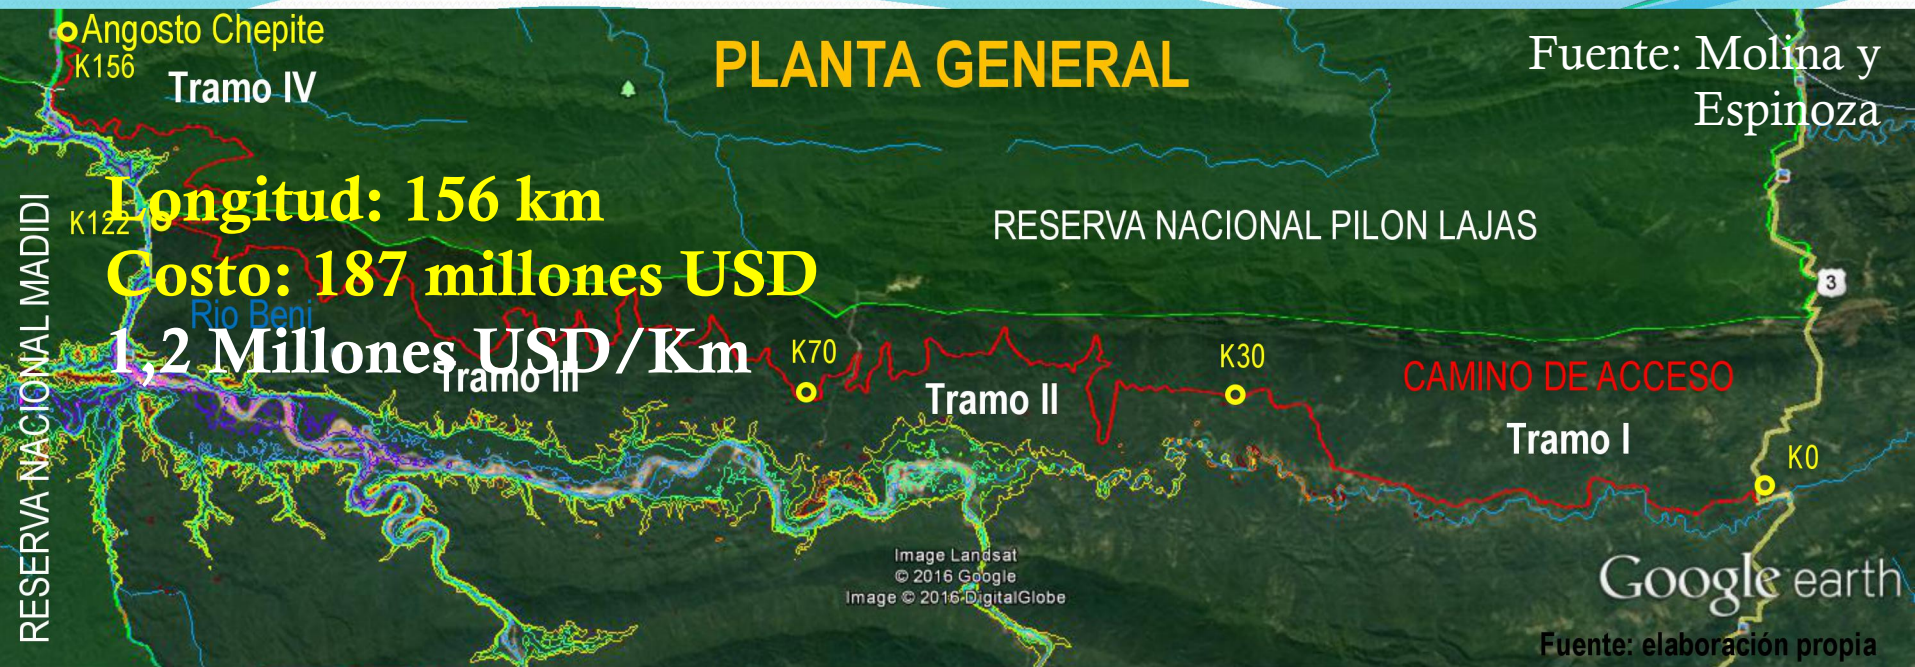 Angosto Chepite
K156
Tramo IV
PLANTA GENERAL
Fuente: Molina y
Espinoza
Longitud: 156 km
K122
RESERVA NACIONAL PILON LAJAS
Costo: 187 millones USD
3
Rio Beni
1,2 Millones USD/Km
RESERVA NACIONAL MADIDI
Tramo III
K70
Tramo II
K30
CAMINO DE ACCESO
Tramo I
K0
Image Landsat
© 2016 Google
Image © 2016 DigitalGlobe
Google earth
Fuente: elaboración propia